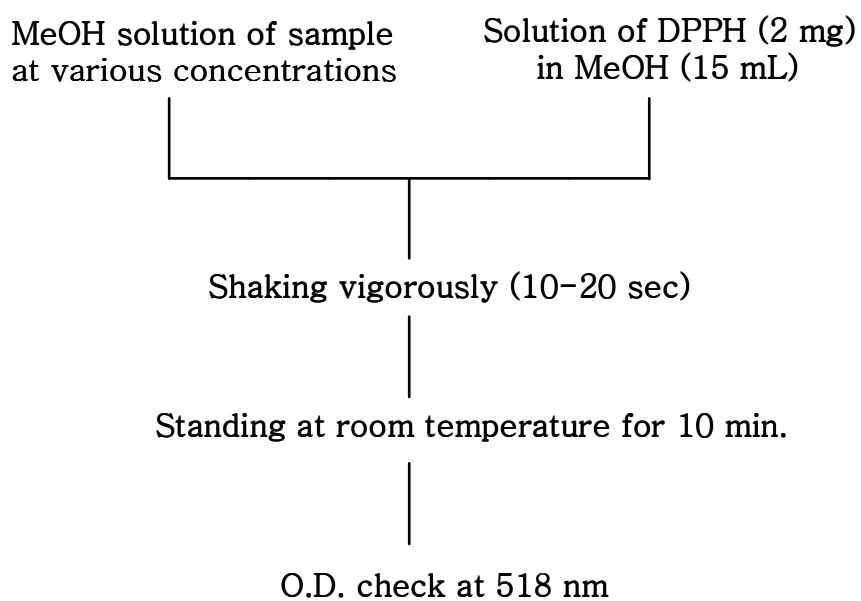 MeOH solution of sample
at various concentrations
Solution of DPPH (2 mg)
in MeOH (15 mL)
Shaking vigorously (10-20 sec)
Standing at room temperature for 10 min.
O.D. check at 518 nm